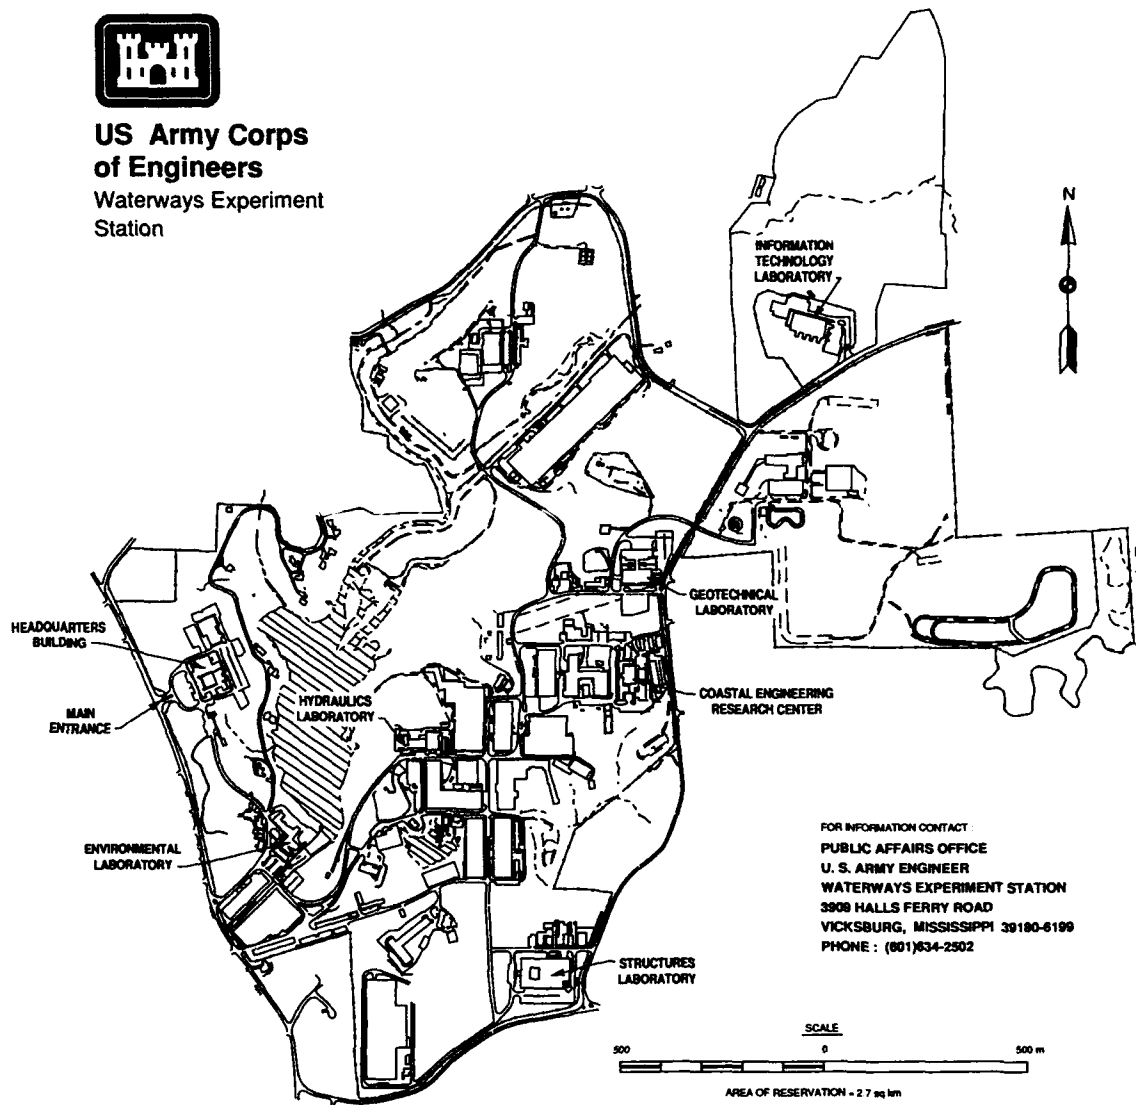 US Army Corps
of Engineers
Waterways Experiment
Station
N
INFORMATION
TECHNOLOGY
LABORATORY
GEOTECHNICAL
LABORATORY
HEADQUARTERS
BUILDING
MAIN
ENTRANCE
HYDRAULICS
LABORATORY
COASTAL ENGINEERING
RESEARCH CENTER
ENVIRONMENTAL
LABORATORY
STRUCTURES
LABORATORY
FOR INFORMATION CONTACT:
PUBLIC AFFAIRS OFFICE
U. S. ARMY ENGINEER
WATERWAYS EXPERIMENT STATION
3909 HALLS FERRY ROAD
VICKSBURG, MISSISSIPPI 39180-6199
PHONE : (601)634-2502
SCALE
500 0 500 m
AREA OF RESERVATION = 2.7 sq km